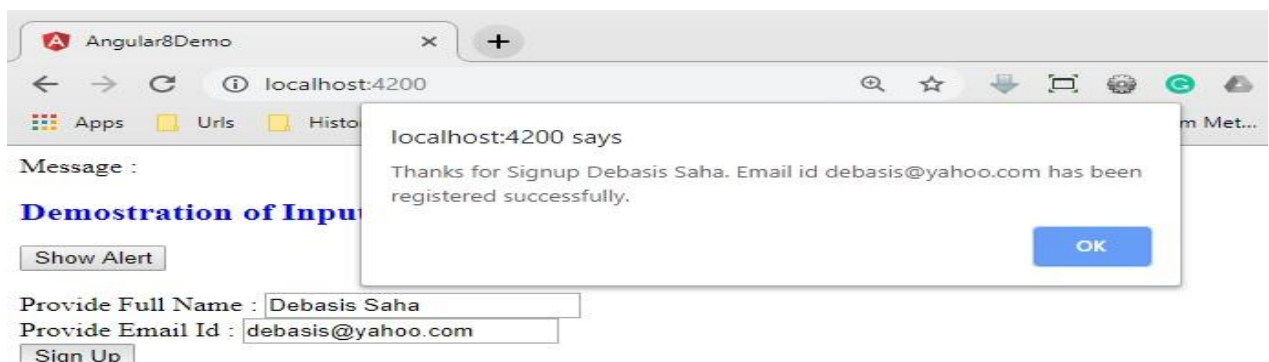 Angular8Demo
localhost:4200
Apps Urls Histo
m Met...
localhost:4200 says
Thanks for Signup Debasis Saha. Email id debasis@yahoo.com has been
registered successfully.
OK
Message :
Demostration of Input
Show Alert
Provide Full Name : Debasis Saha
Provide Email Id : debasis@yahoo.com
Sign Up